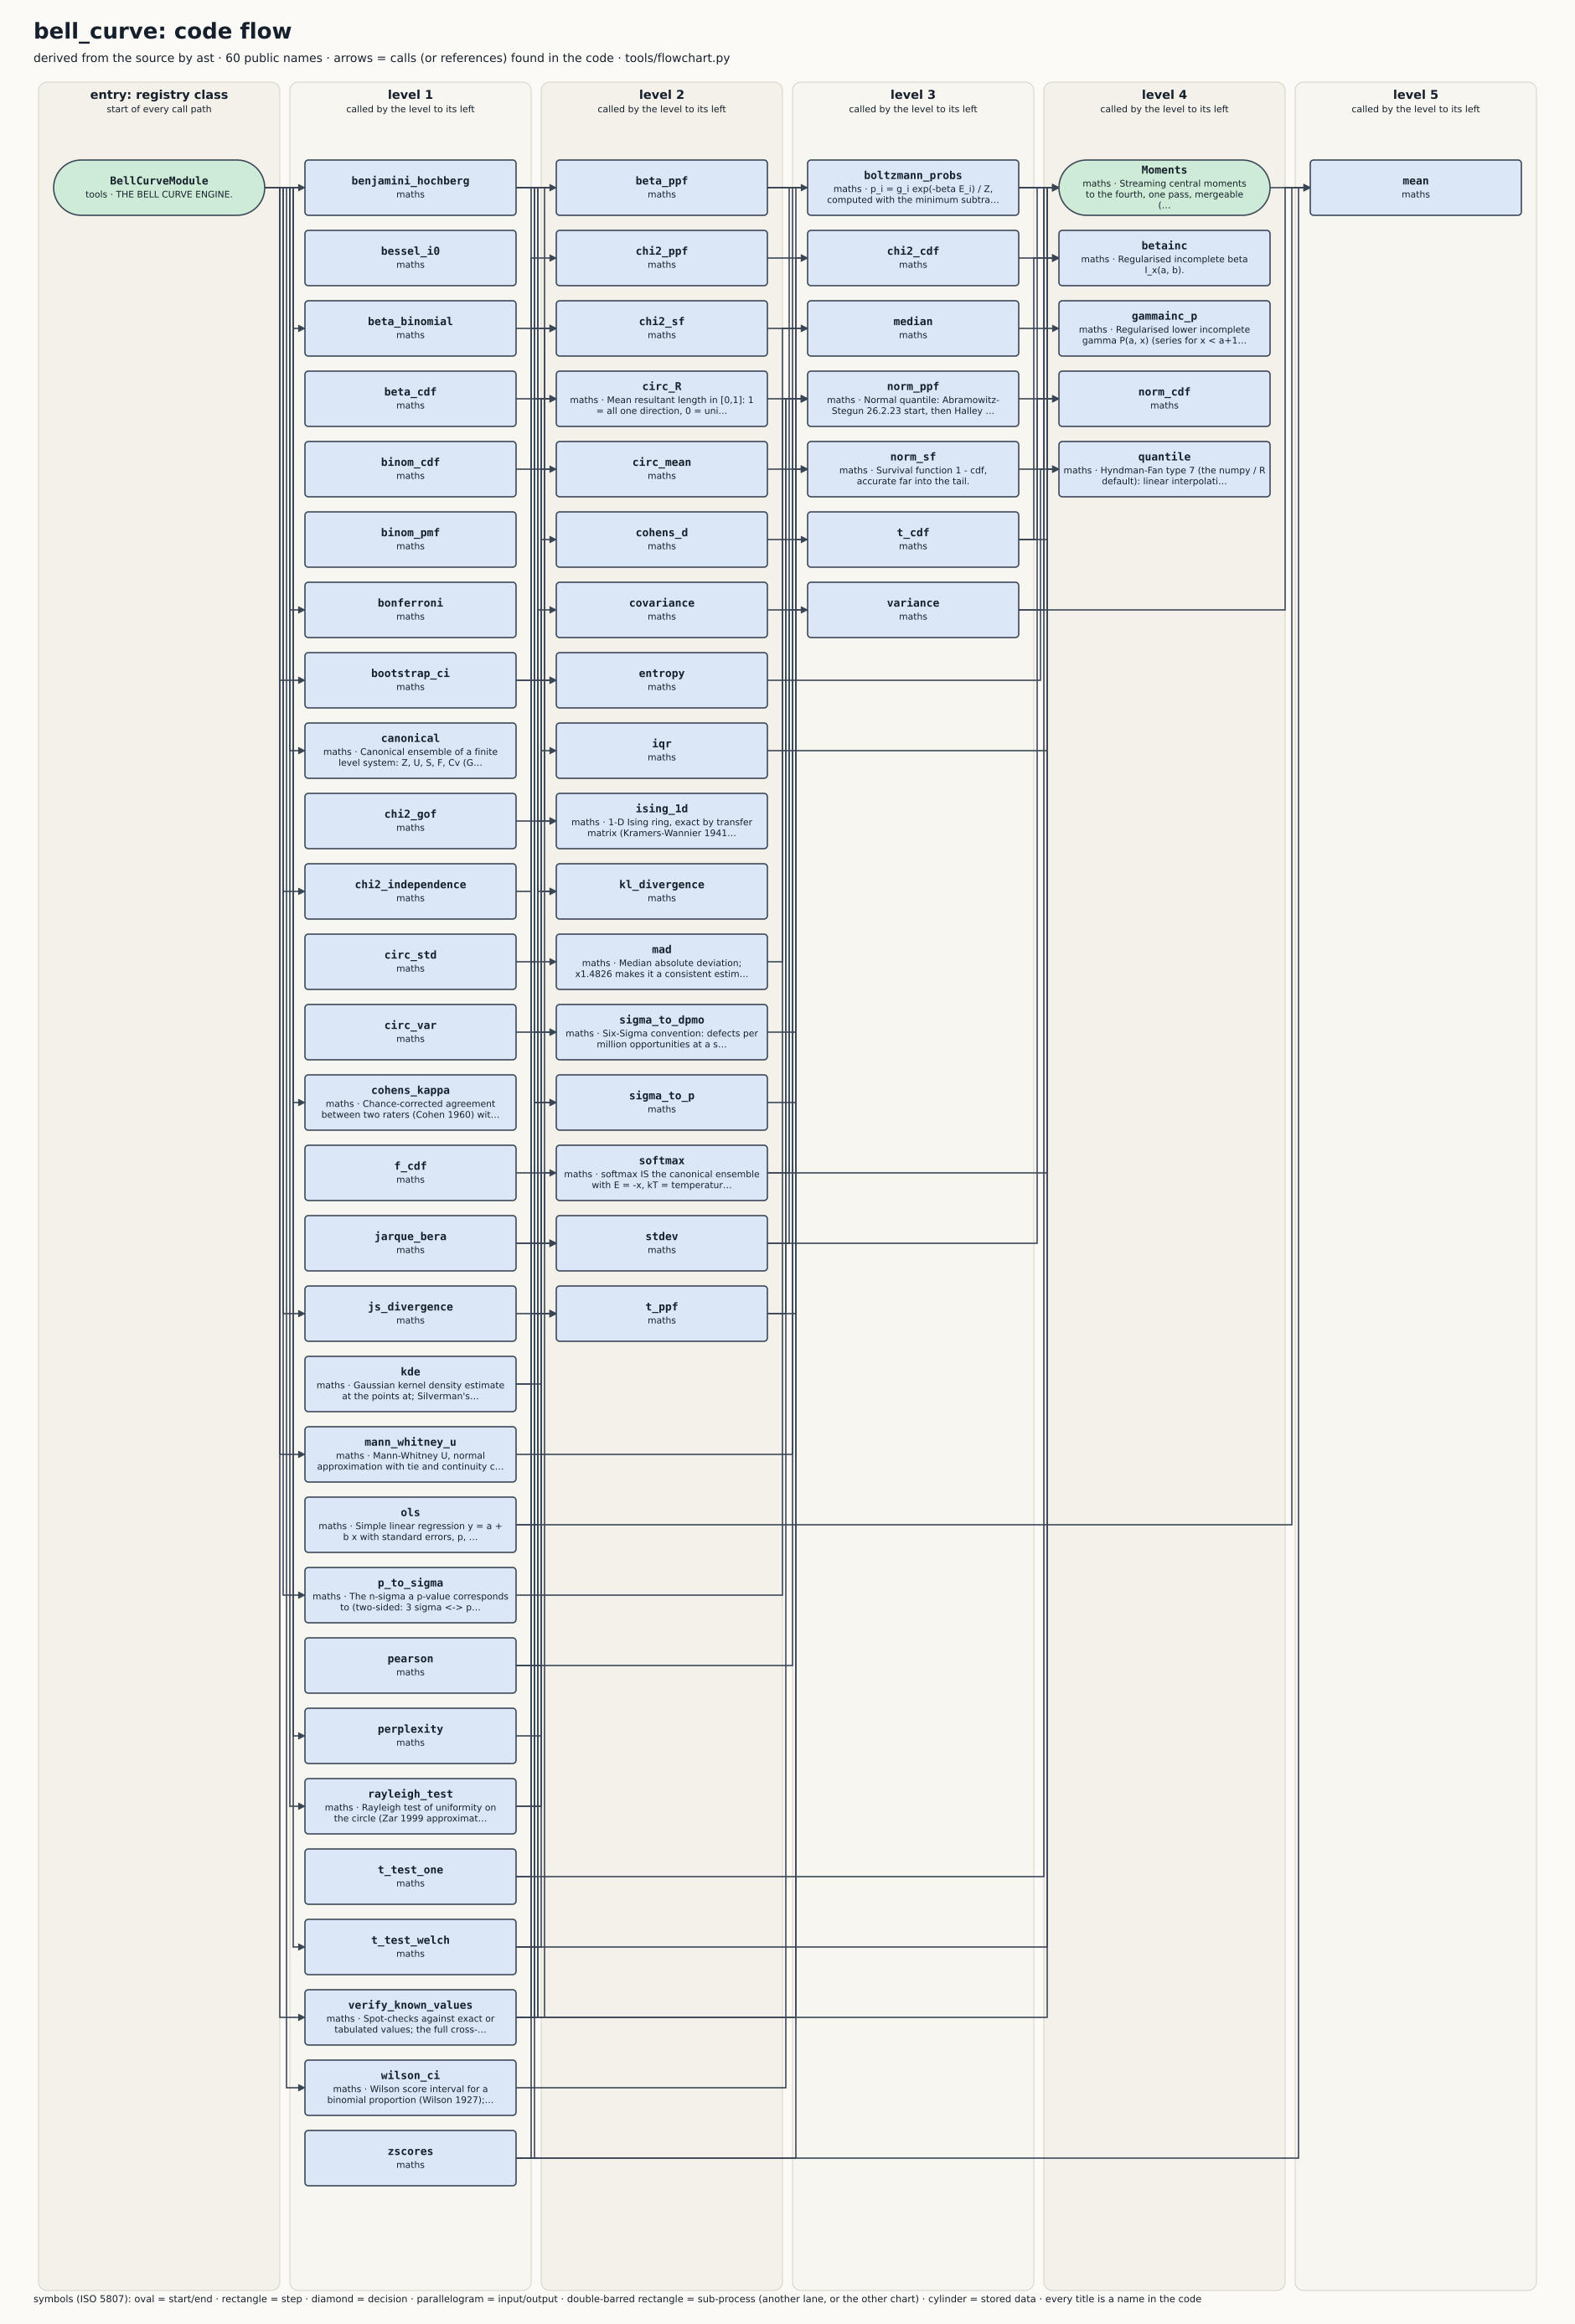 bell_curve: code flow
derived from the source by ast · 60 public names · arrows = calls (or references) found in the code · tools/flowchart.py
entry: registry class
start of every call path
BellCurveModule
tools · THE BELL CURVE ENGINE.
level 1
called by the level to its left
benjamini_hochberg
maths
bessel_i0
maths
beta_binomial
maths
beta_cdf
maths
binom_cdf
maths
binom_pmf
maths
bonferroni
maths
bootstrap_ci
maths
canonical
maths · Canonical ensemble of a finite
level system: Z, U, S, F, Cv (G…
chi2_gof
maths
chi2_independence
maths
circ_std
maths
circ_var
maths
cohens_kappa
maths · Chance-corrected agreement
between two raters (Cohen 1960) wit…
f_cdf
maths
jarque_bera
maths
js_divergence
maths
kde
maths · Gaussian kernel density estimate
at the points at; Silverman's…
mann_whitney_u
maths · Mann-Whitney U, normal
approximation with tie and continuity c…
ols
maths · Simple linear regression y = a +
b x with standard errors, p, …
p_to_sigma
maths · The n-sigma a p-value corresponds
to (two-sided: 3 sigma <-> p…
pearson
maths
perplexity
maths
rayleigh_test
maths · Rayleigh test of uniformity on
the circle (Zar 1999 approximat…
t_test_one
maths
t_test_welch
maths
verify_known_values
maths · Spot-checks against exact or
tabulated values; the full cross-…
wilson_ci
maths · Wilson score interval for a
binomial proportion (Wilson 1927);…
zscores
maths
level 2
called by the level to its left
beta_ppf
maths
chi2_ppf
maths
chi2_sf
maths
circ_R
maths · Mean resultant length in [0,1]: 1
= all one direction, 0 = uni…
circ_mean
maths
cohens_d
maths
covariance
maths
entropy
maths
iqr
maths
ising_1d
maths · 1-D Ising ring, exact by transfer
matrix (Kramers-Wannier 1941…
kl_divergence
maths
mad
maths · Median absolute deviation;
x1.4826 makes it a consistent estim…
sigma_to_dpmo
maths · Six-Sigma convention: defects per
million opportunities at a s…
sigma_to_p
maths
softmax
maths · softmax IS the canonical ensemble
with E = -x, kT = temperatur…
stdev
maths
t_ppf
maths
level 3
called by the level to its left
boltzmann_probs
maths · p_i = g_i exp(-beta E_i) / Z,
computed with the minimum subtra…
chi2_cdf
maths
median
maths
norm_ppf
maths · Normal quantile: Abramowitz-
Stegun 26.2.23 start, then Halley …
norm_sf
maths · Survival function 1 - cdf,
accurate far into the tail.
t_cdf
maths
variance
maths
level 4
called by the level to its left
Moments
maths · Streaming central moments
to the fourth, one pass, mergeable
(…
betainc
maths · Regularised incomplete beta
I_x(a, b).
gammainc_p
maths · Regularised lower incomplete
gamma P(a, x) (series for x < a+1…
norm_cdf
maths
quantile
maths · Hyndman-Fan type 7 (the numpy / R
default): linear interpolati…
level 5
called by the level to its left
mean
maths
symbols (ISO 5807): oval = start/end · rectangle = step · diamond = decision · parallelogram = input/output · double-barred rectangle = sub-process (another lane, or the other chart) · cylinder = stored data · every title is a name in the code